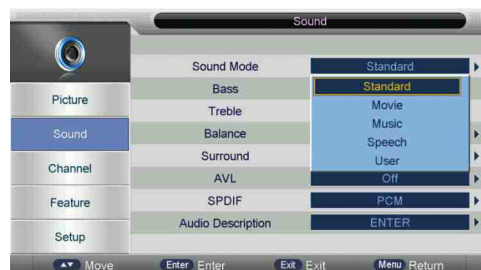 Sound
Sound Mode Standard
Bass Standard
Treble Movie
Music
Balance Speech
Surround User
AVL Off
SPDIF PCM
Audio Description ENTER
Picture
Sound
Channel
Feature
Setup
Move Enter Enter Exit Exit Menu Return